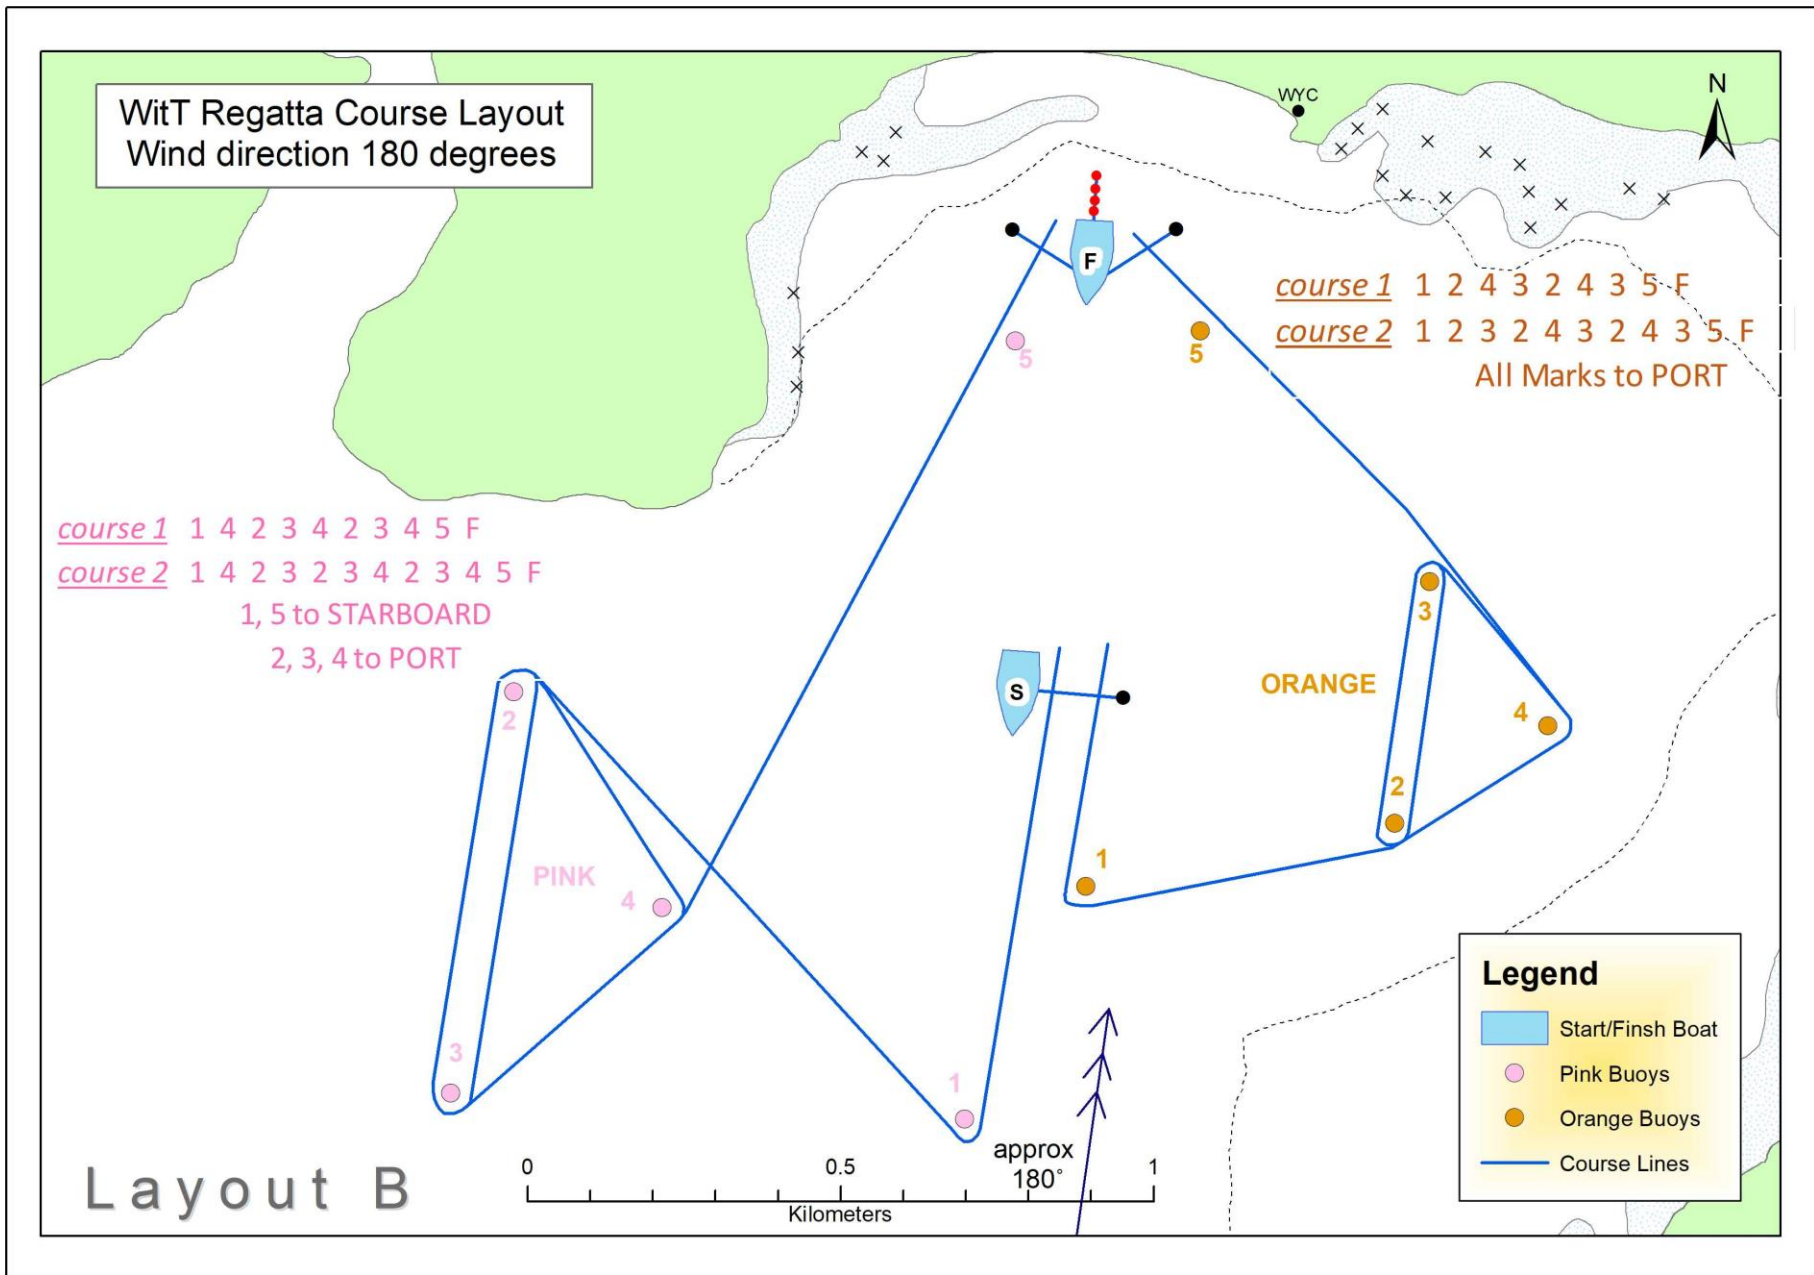 WitT Regatta Course Layout
Wind direction 180 degrees
WYC
N
F
course 1 1 2 4 3 2 4 3 5 F
course 2 1 2 3 2 4 3 2 4 3 5 F
All Marks to PORT
5
5
course 1 1 4 2 3 4 2 3 4 5 F
course 2 1 4 2 3 2 3 4 2 3 4 5 F
1, 5 to STARBOARD
2, 3, 4 to PORT
3
S
ORANGE
2
4
2
1
PINK
4
3
1
Legend
Start/Finsh Boat
Pink Buoys
Orange Buoys
Course Lines
approx
180°
Layout B
0 0.5 1
Kilometers